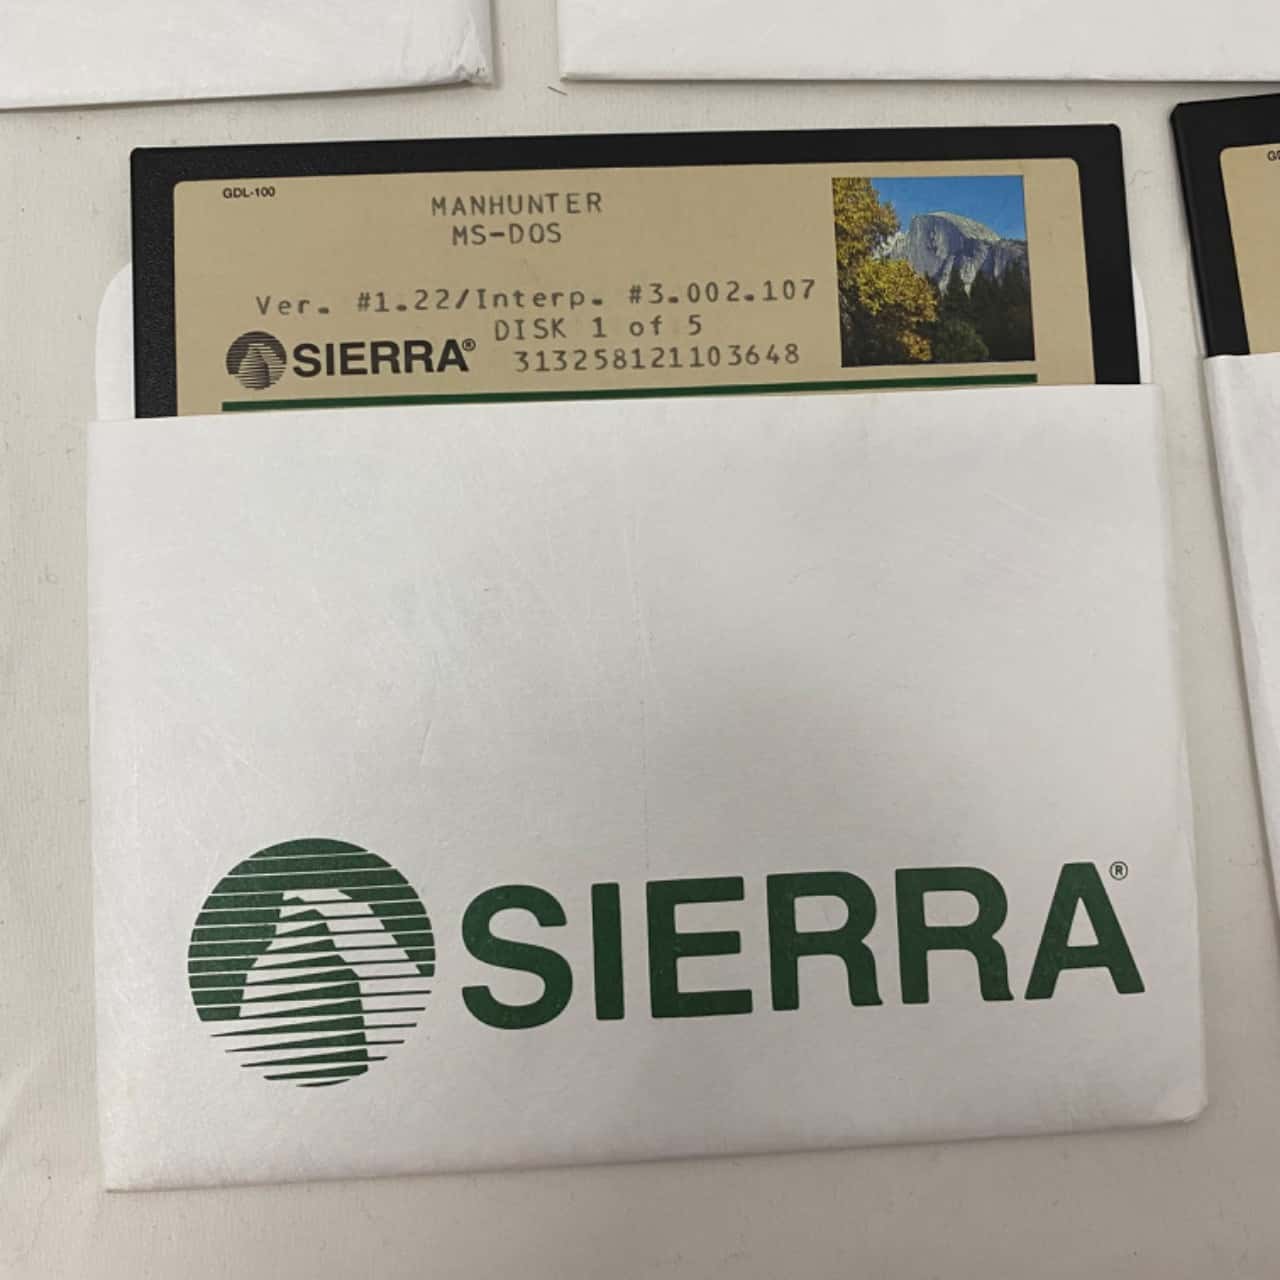 GDL-100
MANHUNTER
MS-DOS
Ver. #1.22/Interp. #3.002.107
DISK 1 of 5
SIERRA® 313258121103648
SIERRA®